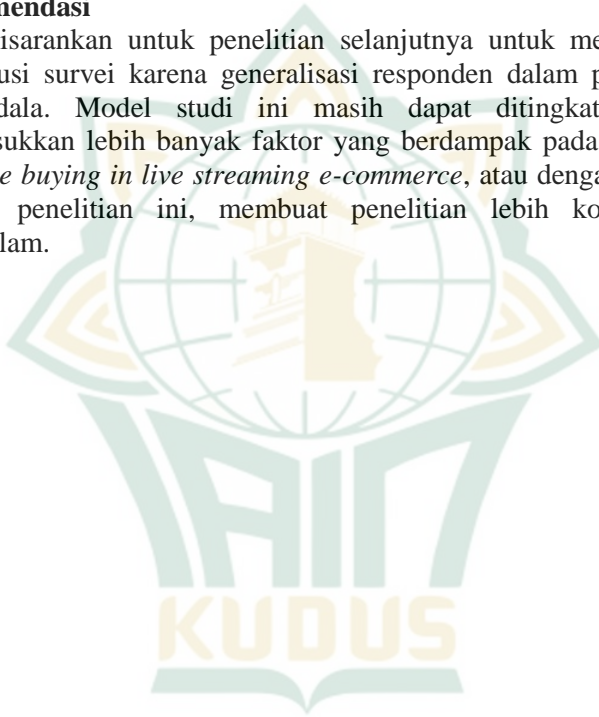 mendasi
isarankan untuk penelitian selanjutnya untuk me
usi survei karena generalisasi responden dalam p
dala. Model studi ini masih dapat ditingkat
sukkan lebih banyak faktor yang berdampak pada
e buying in live streaming e-commerce, atau denga
penelitian ini, membuat penelitian lebih ko
lam.
IAIN
KUDUS